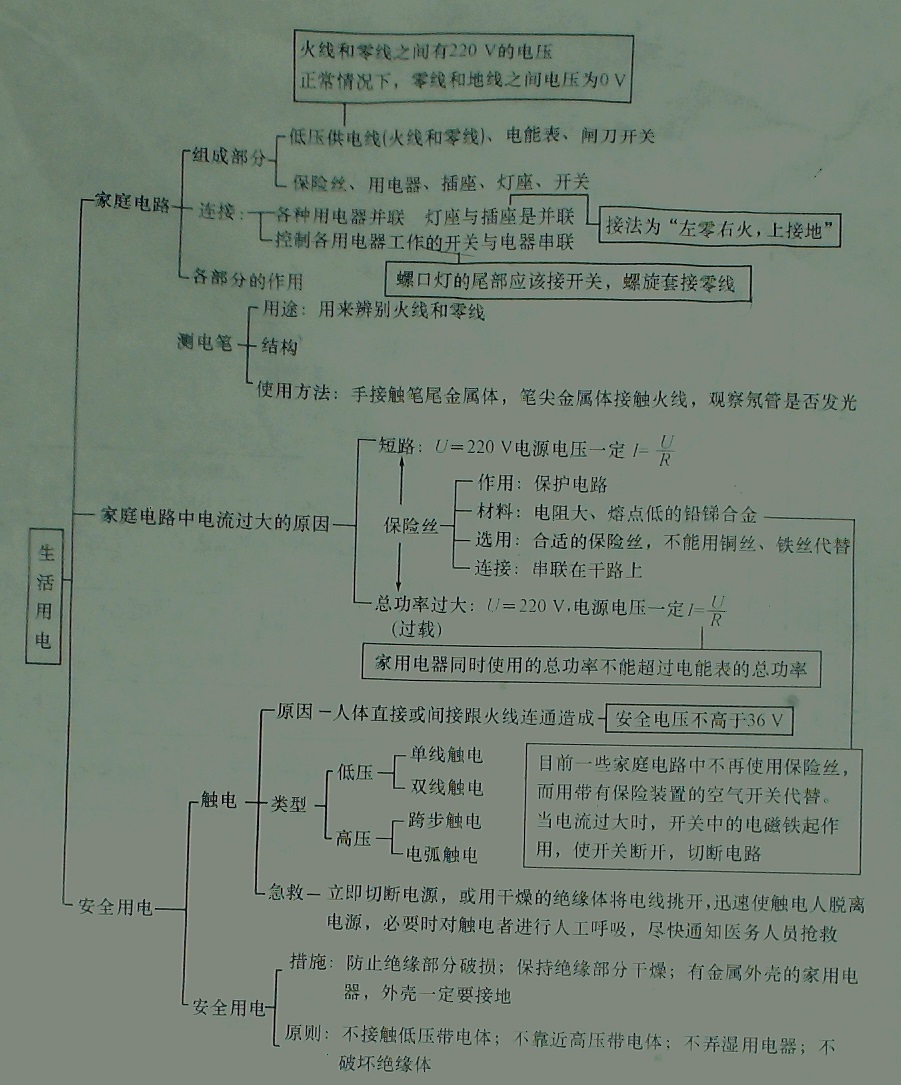 火线和零线之间有220 V的电压
正常情况下，零线和地线之间电压为0 V
低压供电线(火线和零线)、电能表、闸刀开关
组成部分
保险丝、用电器、插座、灯座、开关
家庭电路
连接：
各种用电器并联 灯座与插座是并联
接法为“左零右火，上接地”
控制各用电器工作的开关与电器串联
各部分的作用
螺口灯的尾部应该接开关，螺旋套接零线
用途：用来辨别火线和零线
测电笔
结构
使用方法：手接触笔尾金属体，笔尖金属体接触火线，观察氖管是否发光
短路：U=220 V电源电压一定 I=U/R
作用：保护电路
材料：电阻大、熔点低的铅锑合金
家庭电路中电流过大的原因
保险丝
选用：合适的保险丝，不能用铜丝、铁丝代替
连接：串联在干路上
生活用电
总功率过大：U=220 V,电源电压一定I=U/R
(过载)
家用电器同时使用的总功率不能超过电能表的总功率
原因
人体直接或间接跟火线连通造成
安全电压不高于36 V
触电
类型
低压
单线触电
双线触电
高压
跨步触电
电弧触电
目前一些家庭电路中不再使用保险丝，
而用带有保险装置的空气开关代替。
当电流过大时，开关中的电磁铁起作
用，使开关断开，切断电路
急救
立即切断电源，或用干燥的绝缘体将电线挑开,迅速使触电人脱离
电源，必要时对触电者进行人工呼吸，尽快通知医务人员抢救
安全用电
措施：防止绝缘部分破损；保持绝缘部分干燥；有金属外壳的家用电
器，外壳一定要接地
安全用电
原则：不接触低压带电体；不靠近高压带电体；不弄湿用电器；不
破坏绝缘体